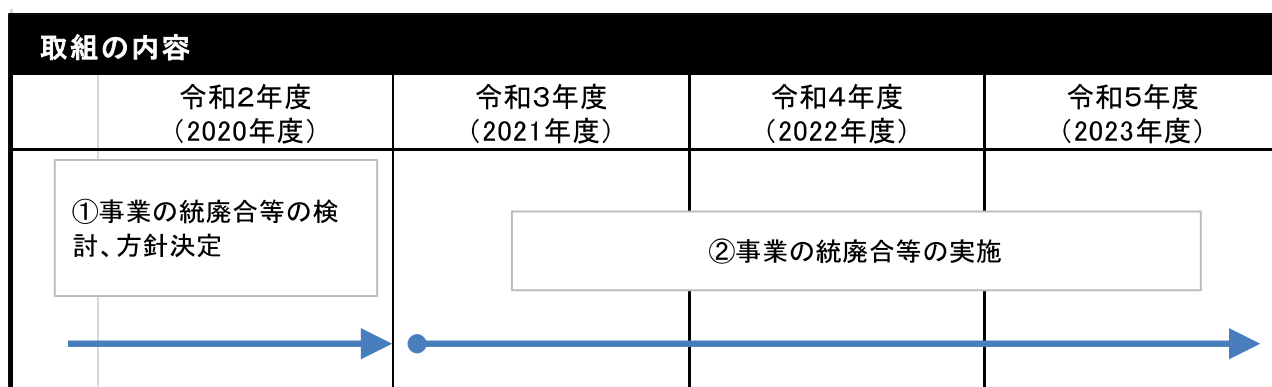 取組の内容
令和2年度
（2020年度）
令和3年度
（2021年度）
令和4年度
（2022年度）
令和5年度
（2023年度）
①事業の統廃合等の検
討、方針決定
②事業の統廃合等の実施